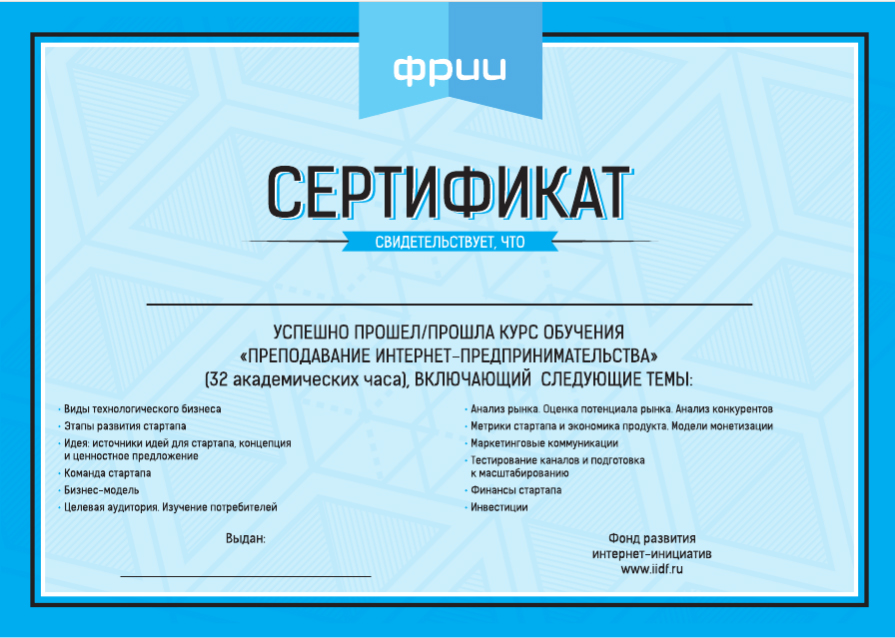 фрии
СЕРТИФИКАТ
СВИДЕТЕЛЬСТВУЕТ, ЧТО
УСПЕШНО ПРОШЕЛ/ПРОШЛА КУРС ОБУЧЕНИЯ
«ПРЕПОДАВАНИЕ ИНТЕРНЕТ-ПРЕДПРИНИМАТЕЛЬСТВА»
(32 академических часа), ВКЛЮЧАЮЩИЙ СЛЕДУЮЩИЕ ТЕМЫ:
· Виды технологического бизнеса
· Этапы развития стартапа
· Идея: источники идей для стартапа, концепция
и ценностное предложение
· Команда стартапа
· Бизнес-модель
· Целевая аудитория. Изучение потребителей
· Анализ рынка. Оценка потенциала рынка. Анализ конкурентов
· Метрики стартапа и экономика продукта. Модели монетизации
· Маркетинговые коммуникации
· Тестирование каналов и подготовка
к масштабированию
· Финансы стартапа
· Инвестиции
Выдан:
Фонд развития
интернет-инициатив
www.iidf.ru